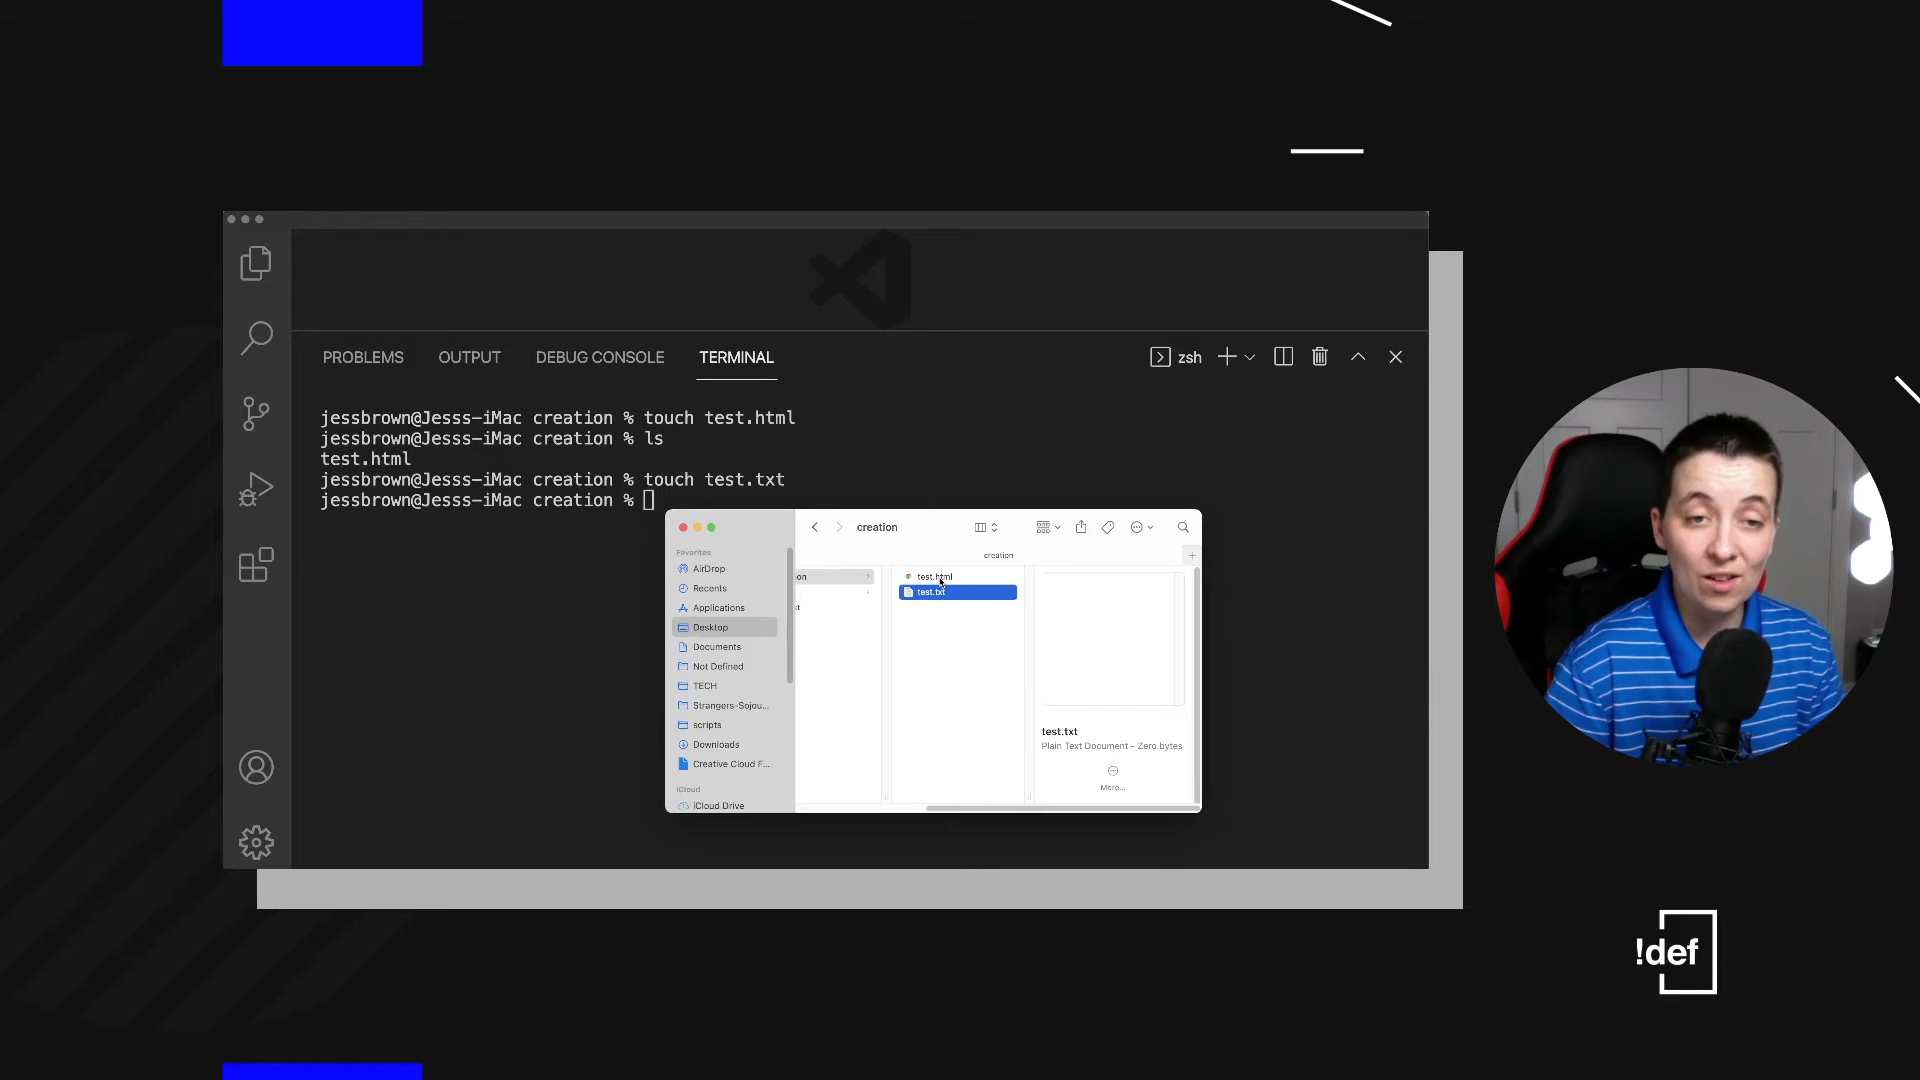 PROBLEMS OUTPUT DEBUG CONSOLE TERMINAL zsh
jessbrown@Jesss-iMac creation % touch test.html
jessbrown@Jesss-iMac creation % ls
test.html
jessbrown@Jesss-iMac creation % touch test.txt
jessbrown@Jesss-iMac creation %
creation
creation
Favorites
AirDrop
Recents
Applications
Desktop
Documents
Not Defined
TECH
Strangers-Sojou...
scripts
Downloads
Creative Cloud F...
iCloud
iCloud Drive
on
xt
test.html
test.txt
test.txt
Plain Text Document - Zero bytes
More...
!def